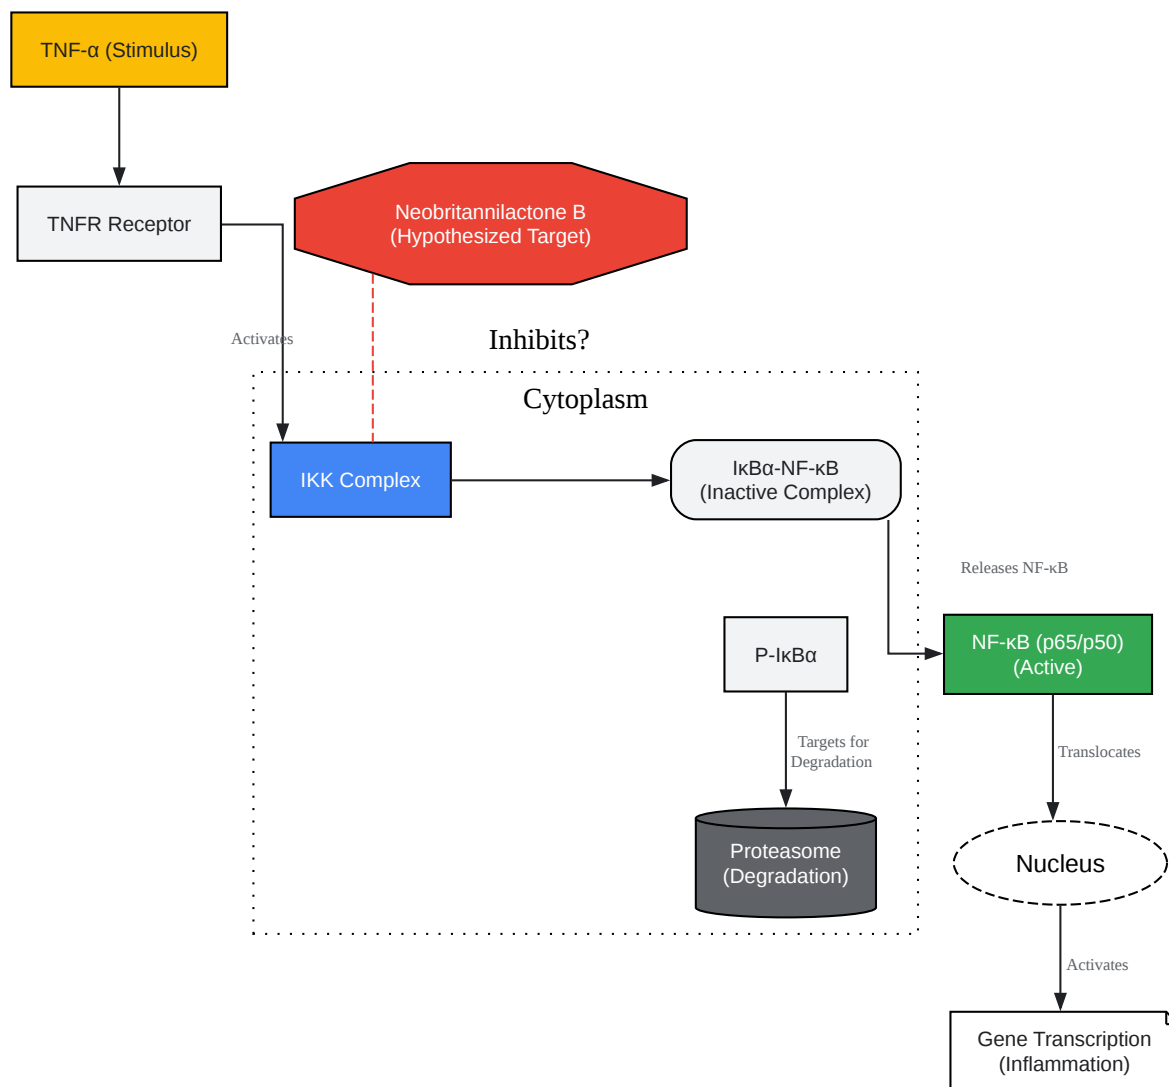 TNF-α (Stimulus)
TNFR Receptor
Neobritannilactone B
(Hypothesized Target)
Activates
Inhibits?
Cytoplasm
IKK Complex
IκBα-NF-κB
(Inactive Complex)
Releases NF-κB
P-IκBα
NF-κB (p65/p50)
(Active)
Targets for
Degradation
Translocates
Proteasome
(Degradation)
Nucleus
Activates
Gene Transcription
(Inflammation)